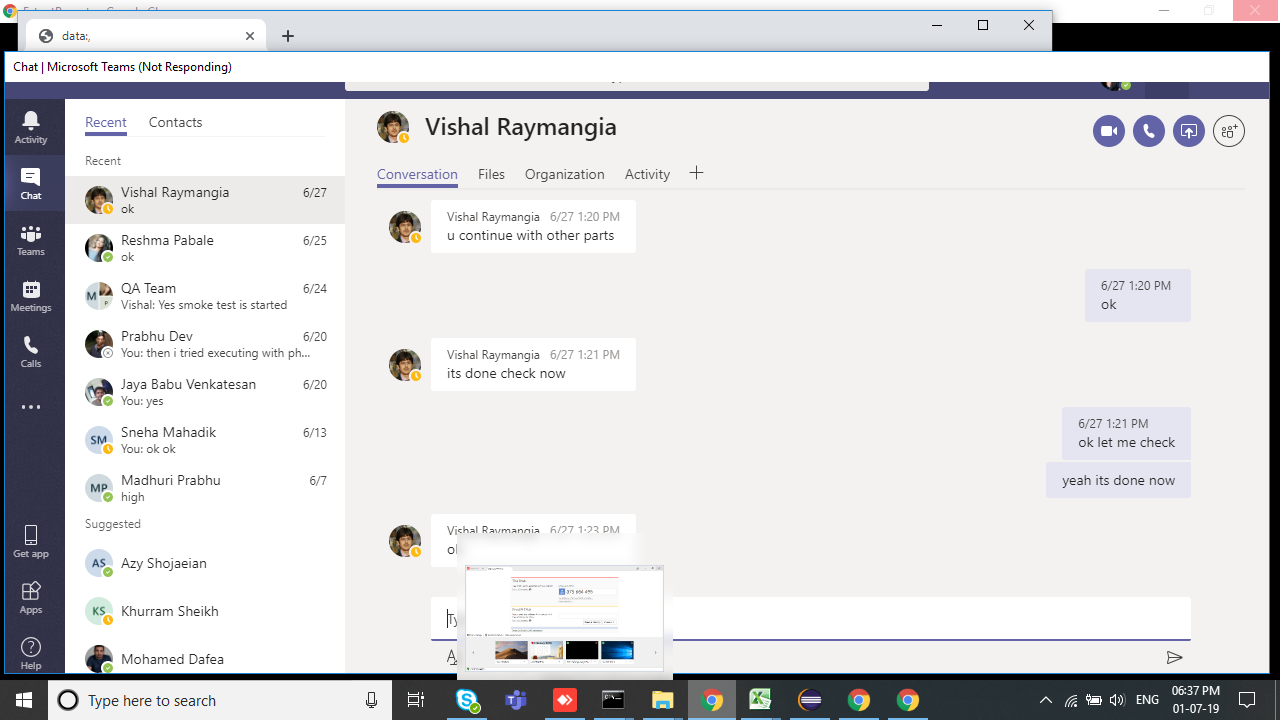 data:,
Chat | Microsoft Teams (Not Responding)
Activity
Chat
Teams
Meetings
Calls
Get app
Apps
Help
Recent Contacts
Recent
Vishal Raymangia 6/27
ok
Reshma Pabale 6/25
ok
QA Team 6/24
Vishal: Yes smoke test is started
Prabhu Dev 6/20
You: then i tried executing with ph...
Jaya Babu Venkatesan 6/20
You: yes
SM
Sneha Mahadik 6/13
You: ok ok
MP
Madhuri Prabhu 6/7
high
Suggested
AS
Azy Shojaeian
KS
Khurram Sheikh
Mohamed Dafea
Vishal Raymangia
Conversation Files Organization Activity
Vishal Raymangia 6/27 1:20 PM
u continue with other parts
6/27 1:20 PM
ok
Vishal Raymangia 6/27 1:21 PM
its done check now
6/27 1:21 PM
ok let me check
yeah its done now
Vishal Raymangia 6/27 1:23 PM
Type here to search
ENG
06:37 PM
01-07-19